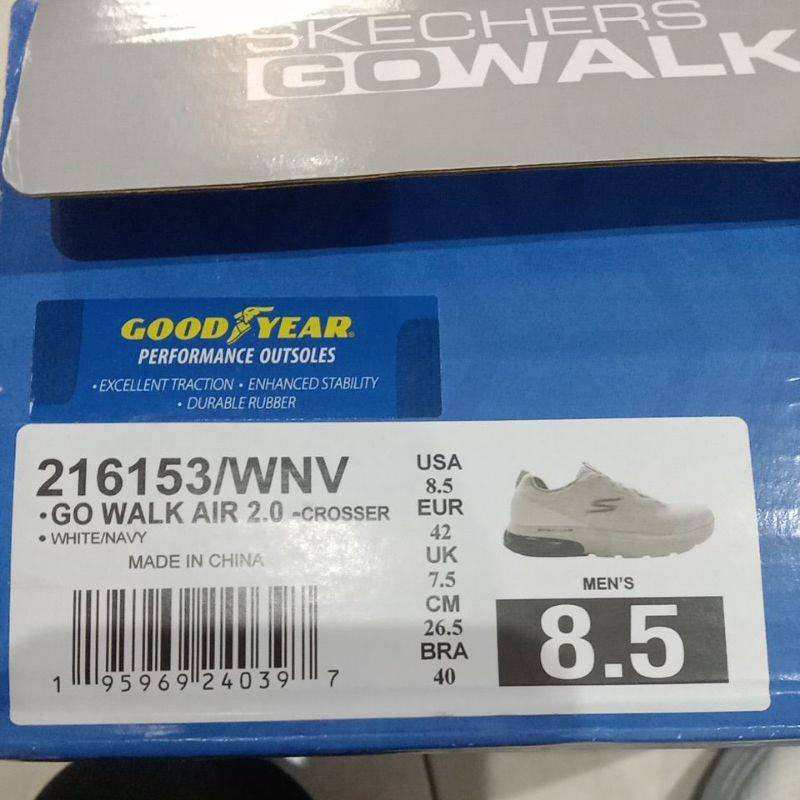 SKECHERS
GOWALK
GOODYEAR
PERFORMANCE OUTSOLES
• EXCELLENT TRACTION • ENHANCED STABILITY
• DURABLE RUBBER
216153/WNV
• GO WALK AIR 2.0 -CROSSER
• WHITE/NAVY
MADE IN CHINA
1 95969 24039 7
USA
8.5
EUR
42
UK
7.5
CM
26.5
BRA
40
MEN'S
8.5